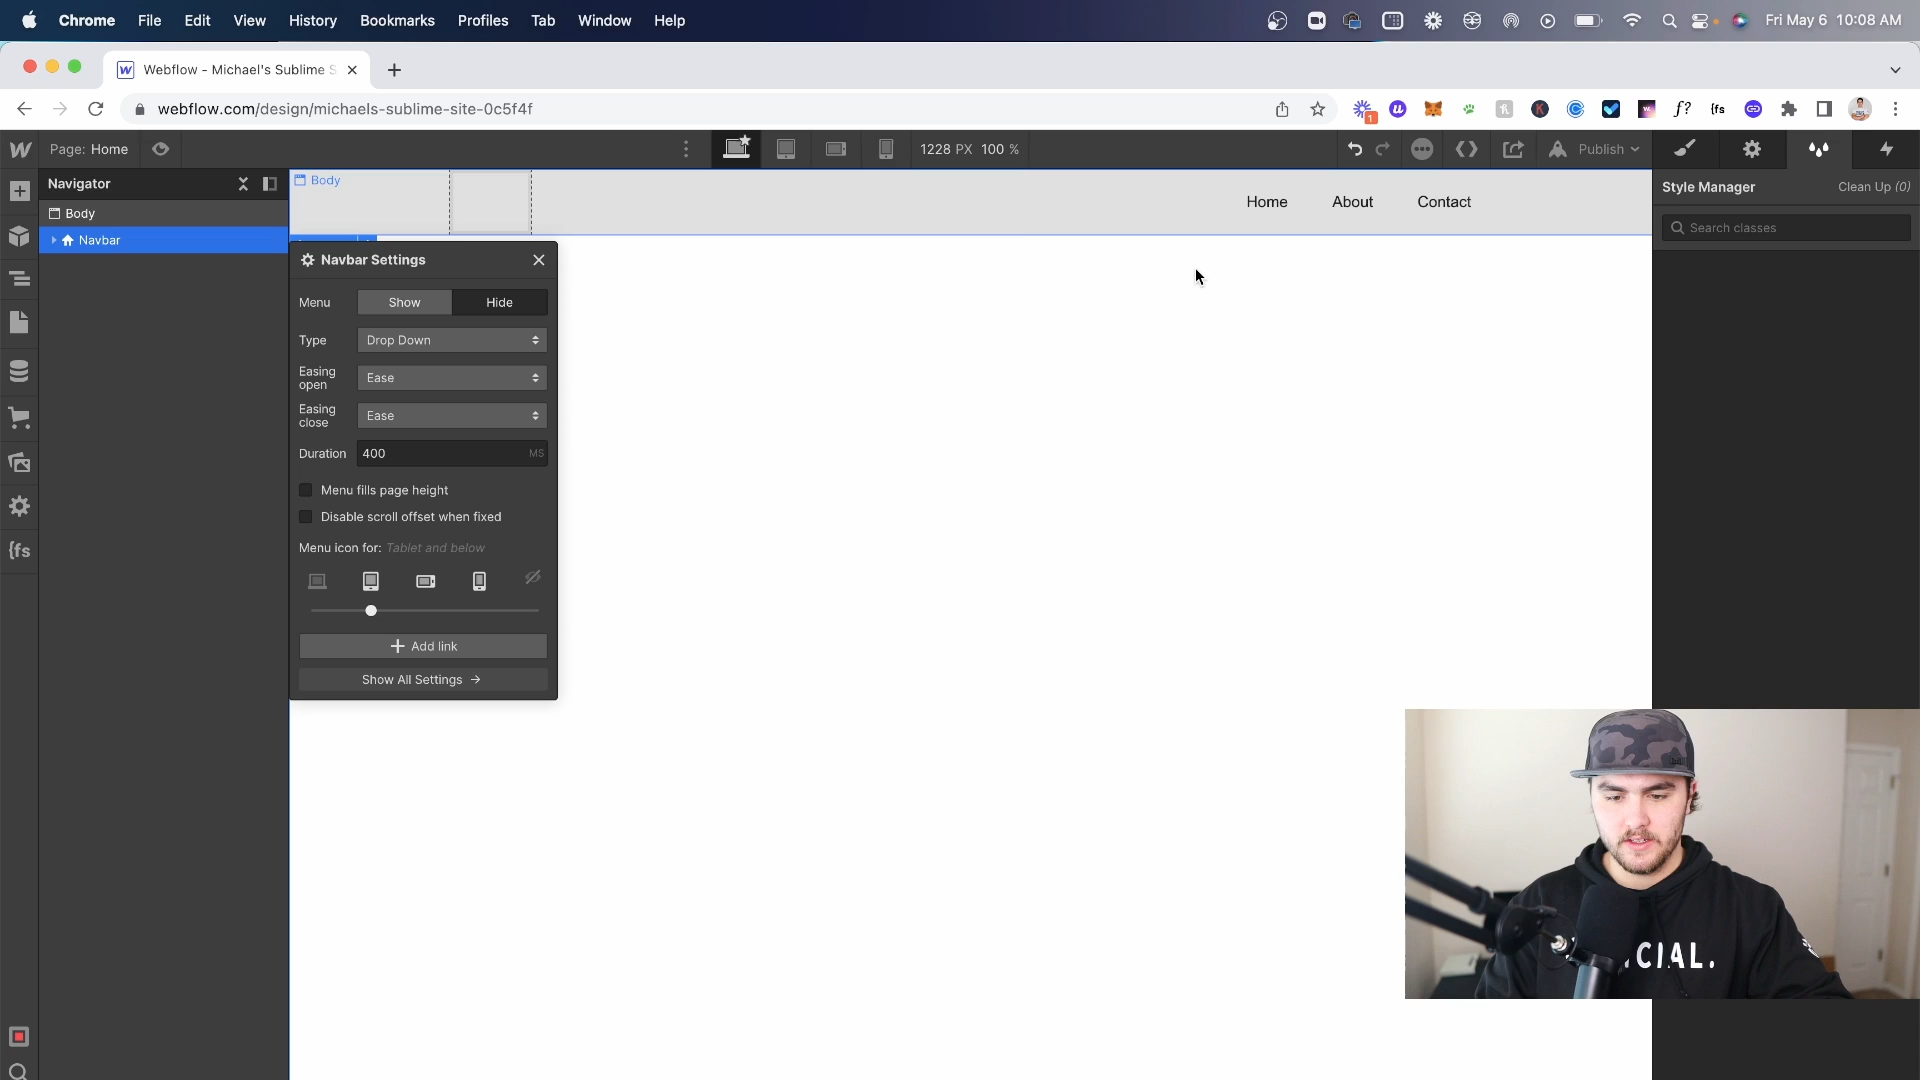 Chrome File Edit View History Bookmarks Profiles Tab Window Help Fri May 6 10:08 AM
Webflow - Michael's Sublime S
webflow.com/design/michaels-sublime-site-0c5f4f
1
f?
{fs
Page: Home 1228 PX 100 % Publish
Navigator
Body
Navbar
{fs
Body
Home About Contact
Style Manager Clean Up (0)
Search classes
Navbar Settings
Menu Show Hide
Type Drop Down
Easing open Ease
Easing close Ease
Duration 400 MS
Menu fills page height
Disable scroll offset when fixed
Menu icon for: Tablet and below
Add link
Show All Settings
CIAL.